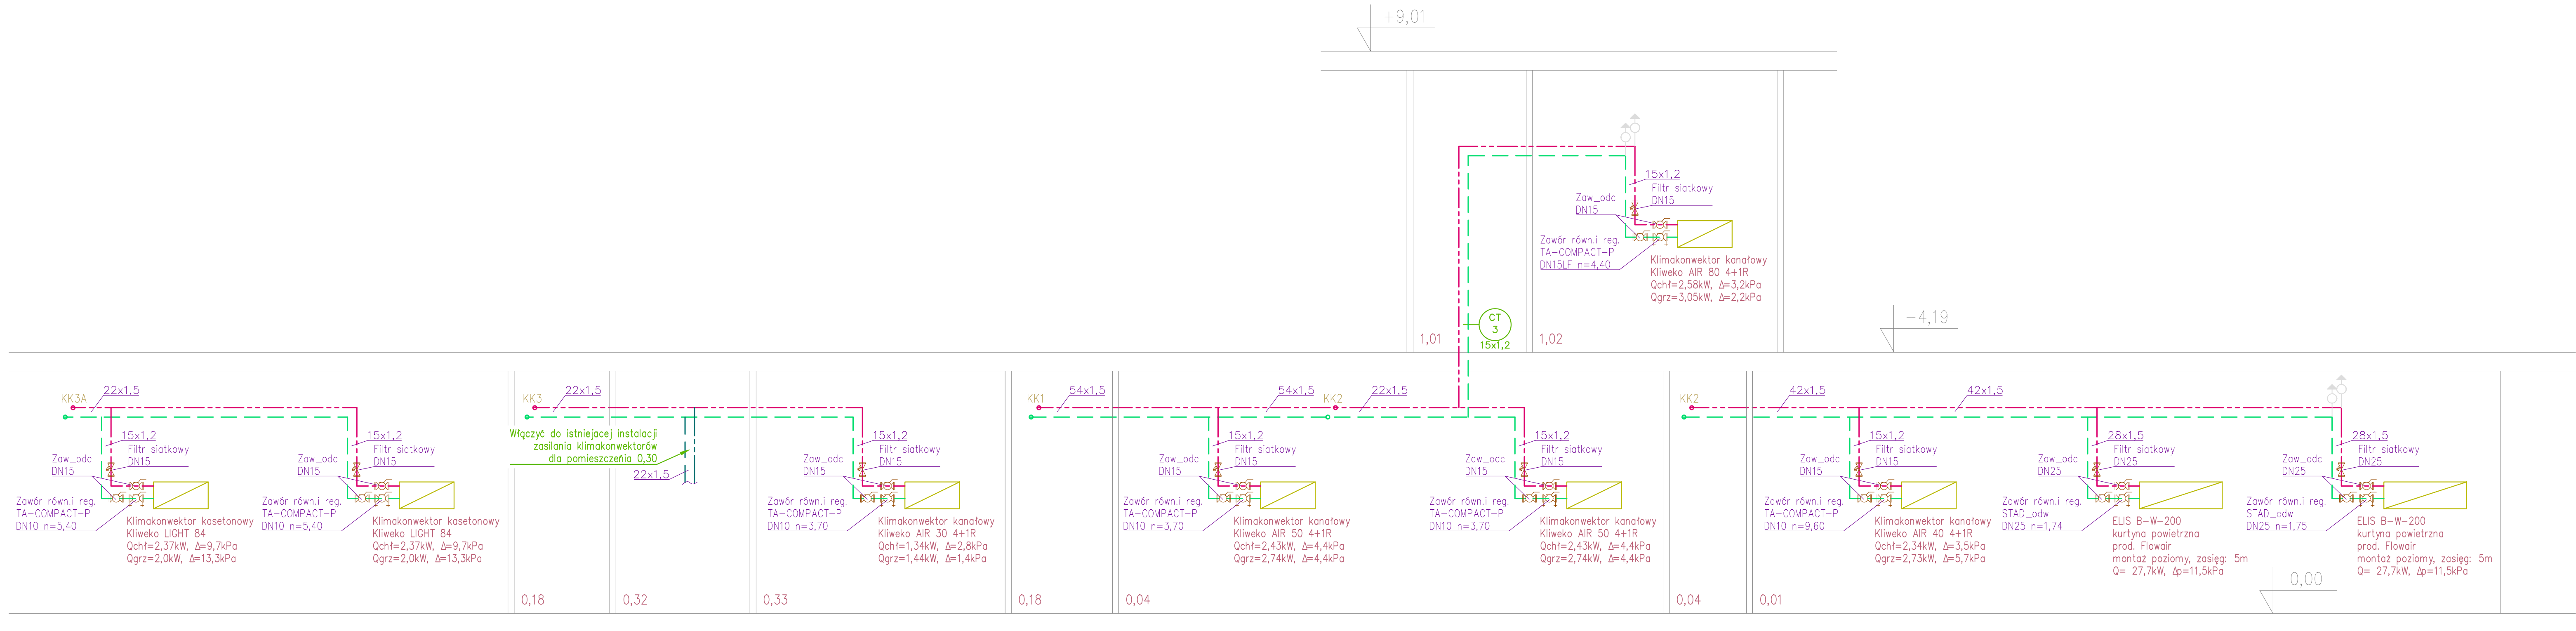 +9,01
15x1,2
Filtr siatkowy
DN15
Zaw_odc
DN15
Zawór równ.i reg.
TA-COMPACT-P
DN15LF n=4,40
Klimakonwektor kanałowy
Kliweko AIR 80 4+1R
Qchł=2,58kW, Δ=3,2kPa
Qgrz=3,05kW, Δ=2,2kPa
CT
3
15x1,2
1,01
1,02
+4,19
KK3A
22x1,5
15x1,2
Filtr siatkowy
DN15
Zaw_odc
DN15
Zawór równ.i reg.
TA-COMPACT-P
DN10 n=5,40
Klimakonwektor kasetonowy
Kliweko LIGHT 84
Qchł=2,37kW, Δ=9,7kPa
Qgrz=2,0kW, Δ=13,3kPa
15x1,2
Filtr siatkowy
DN15
Zaw_odc
DN15
Zawór równ.i reg.
TA-COMPACT-P
DN10 n=5,40
Klimakonwektor kasetonowy
Kliweko LIGHT 84
Qchł=2,37kW, Δ=9,7kPa
Qgrz=2,0kW, Δ=13,3kPa
KK3
22x1,5
Włączyć do istniejacej instalacji
zasilania klimakonwektorów
dla pomieszczeńia 0,30
22x1,5
0,18
0,32
15x1,2
Filtr siatkowy
DN15
Zaw_odc
DN15
Zawór równ.i reg.
TA-COMPACT-P
DN10 n=3,70
Klimakonwektor kanałowy
Kliweko AIR 30 4+1R
Qchł=1,34kW, Δ=2,8kPa
Qgrz=1,44kW, Δ=1,4kPa
0,33
KK1
54x1,5
0,18
54x1,5
15x1,2
Filtr siatkowy
DN15
Zaw_odc
DN15
Zawór równ.i reg.
TA-COMPACT-P
DN10 n=3,70
Klimakonwektor kanałowy
Kliweko AIR 50 4+1R
Qchł=2,43kW, Δ=4,4kPa
Qgrz=2,74kW, Δ=4,4kPa
0,04
KK2
22x1,5
15x1,2
Filtr siatkowy
DN15
Zaw_odc
DN15
Zawór równ.i reg.
TA-COMPACT-P
DN10 n=3,70
Klimakonwektor kanałowy
Kliweko AIR 50 4+1R
Qchł=2,43kW, Δ=4,4kPa
Qgrz=2,74kW, Δ=4,4kPa
KK2
0,04
42x1,5
42x1,5
15x1,2
Filtr siatkowy
DN15
Zaw_odc
DN15
Zawór równ.i reg.
TA-COMPACT-P
DN10 n=9,60
Klimakonwektor kanałowy
Kliweko AIR 40 4+1R
Qchł=2,34kW, Δ=3,5kPa
Qgrz=2,73kW, Δ=5,7kPa
0,01
28x1,5
Filtr siatkowy
DN25
Zaw_odc
DN25
Zawór równ.i reg.
STAD_odw
DN25 n=1,74
ELIS B-W-200
kurtyna powietrzna
prod. Flowair
montaż poziomy, zasięg: 5m
Q= 27,7kW, Δp=11,5kPa
28x1,5
Filtr siatkowy
DN25
Zaw_odc
DN25
Zawór równ.i reg.
STAD_odw
DN25 n=1,75
ELIS B-W-200
kurtyna powietrzna
prod. Flowair
montaż poziomy, zasięg: 5m
Q= 27,7kW, Δp=11,5kPa
0,00